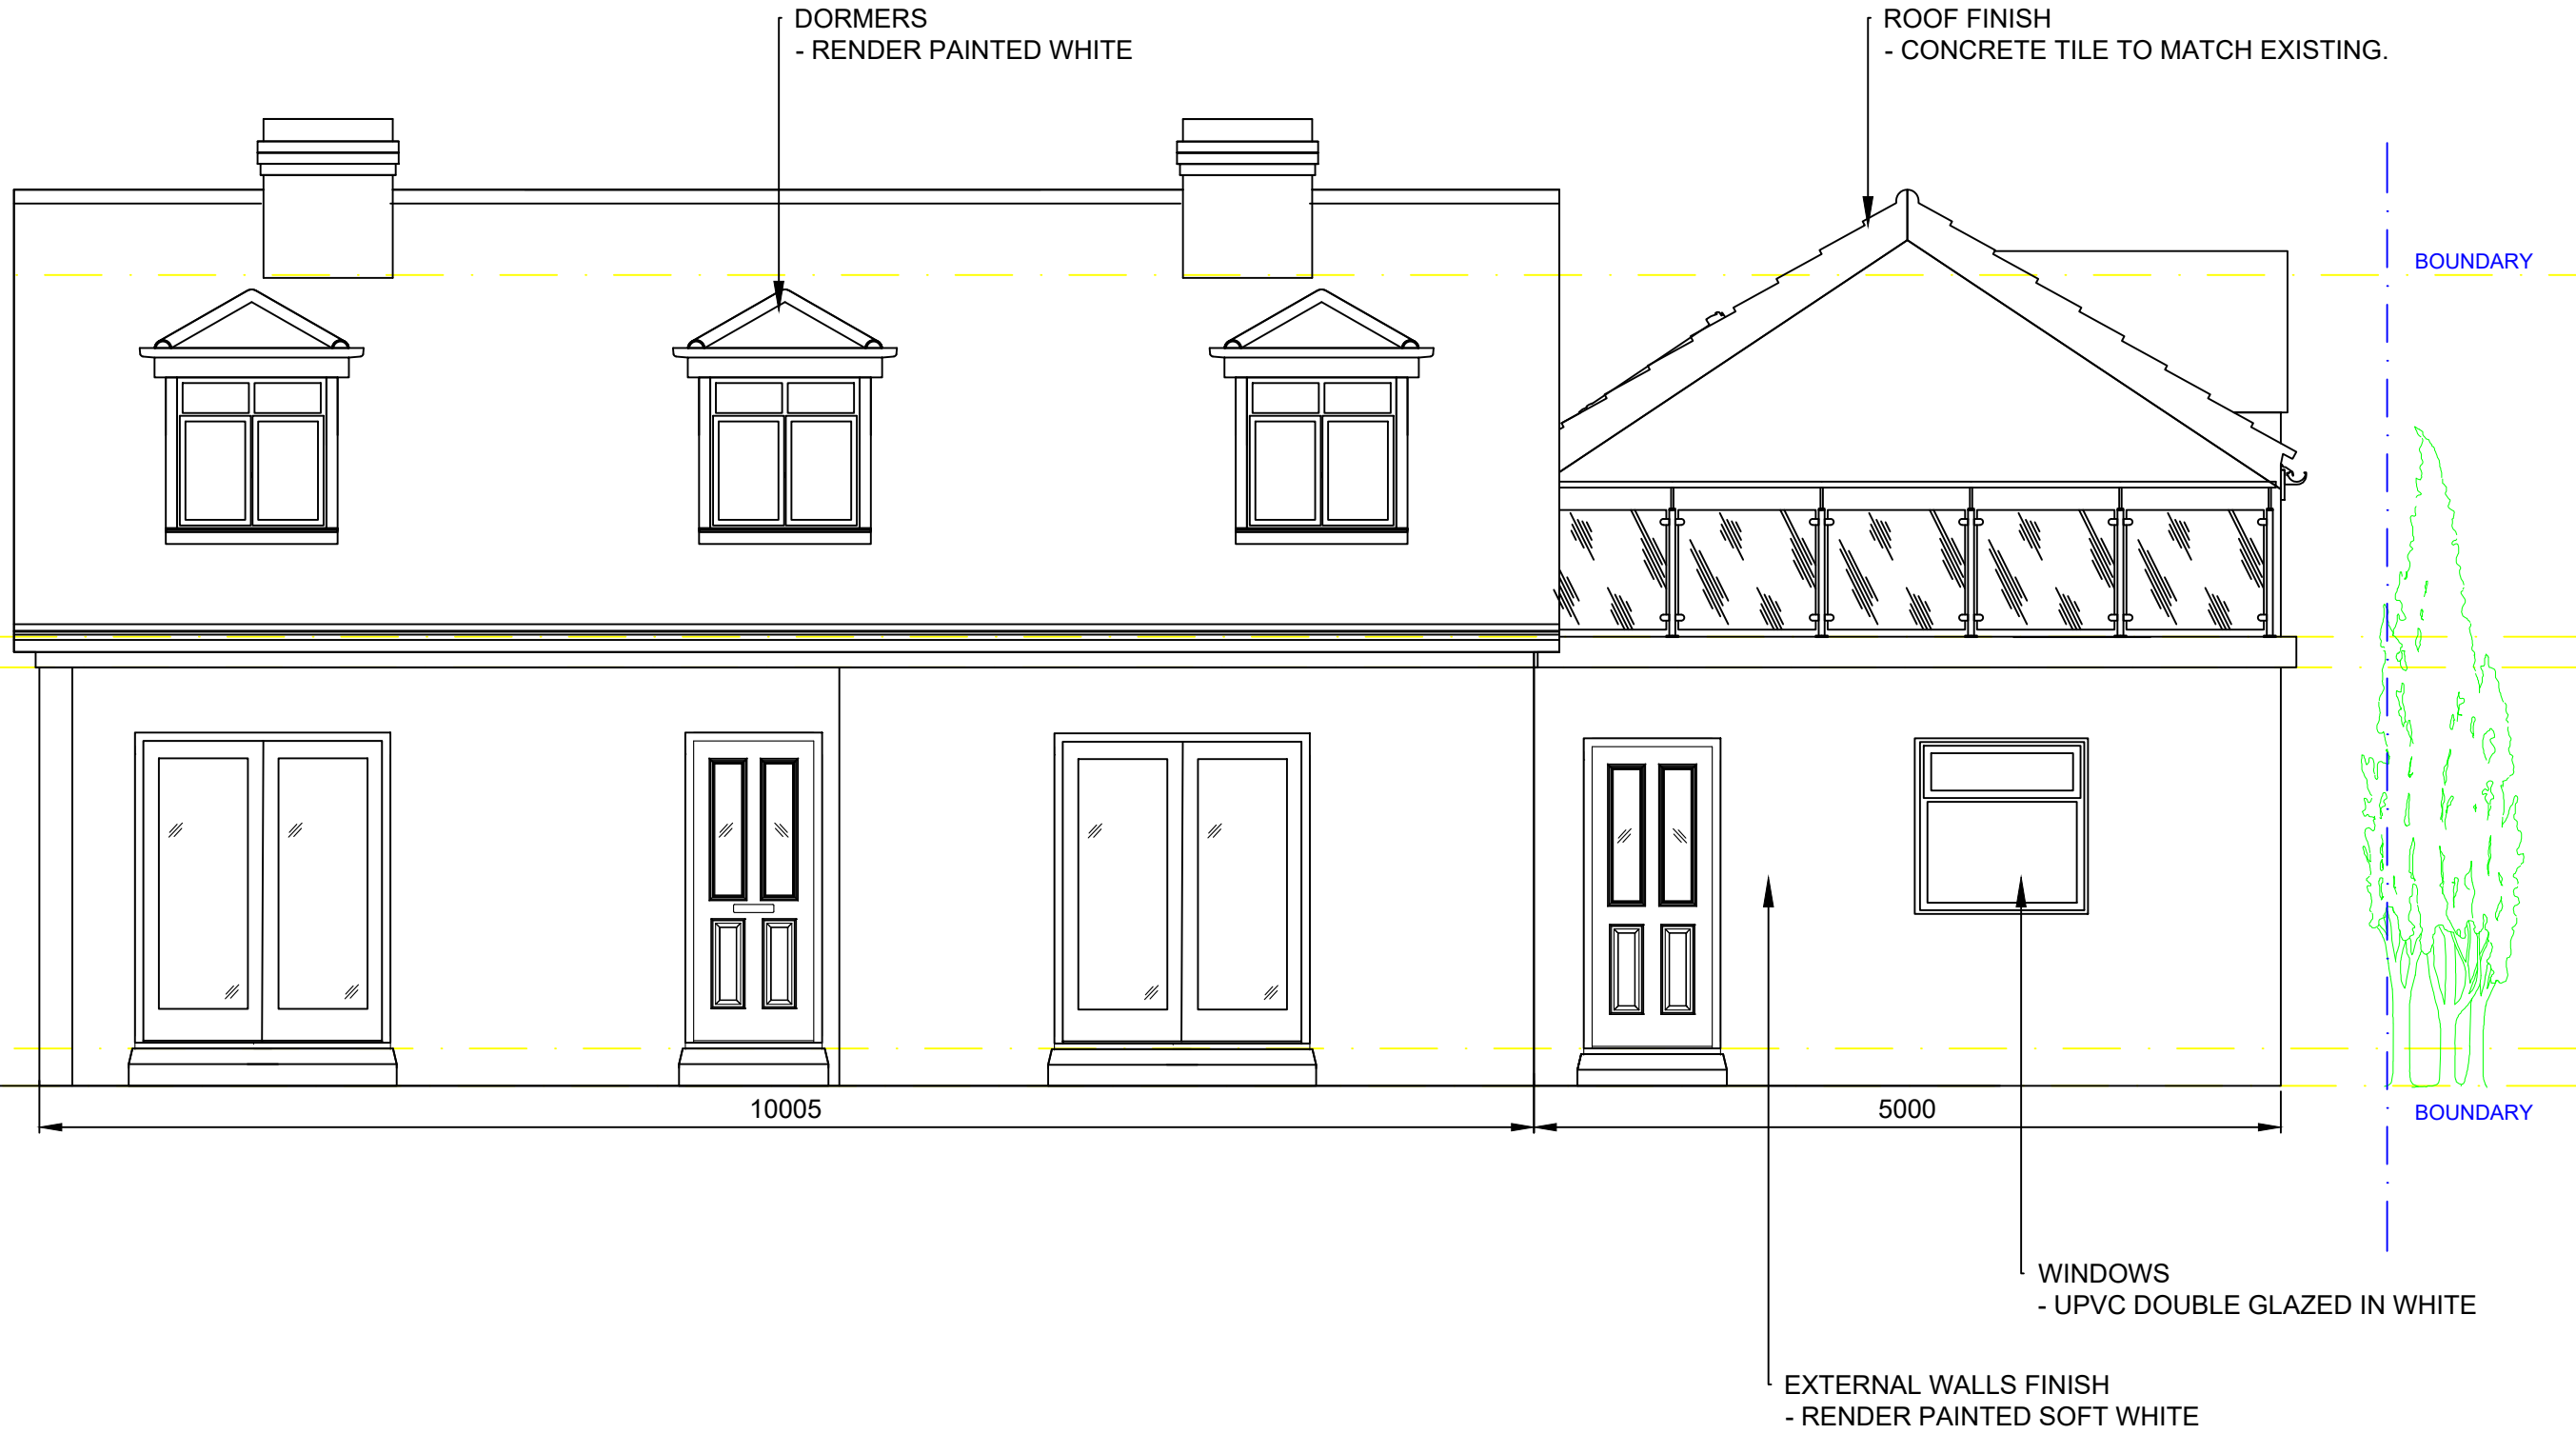 DORMERS
- RENDER PAINTED WHITE
ROOF FINISH
- CONCRETE TILE TO MATCH EXISTING.
BOUNDARY
10005
5000
BOUNDARY
WINDOWS
- UPVC DOUBLE GLAZED IN WHITE
EXTERNAL WALLS FINISH
- RENDER PAINTED SOFT WHITE